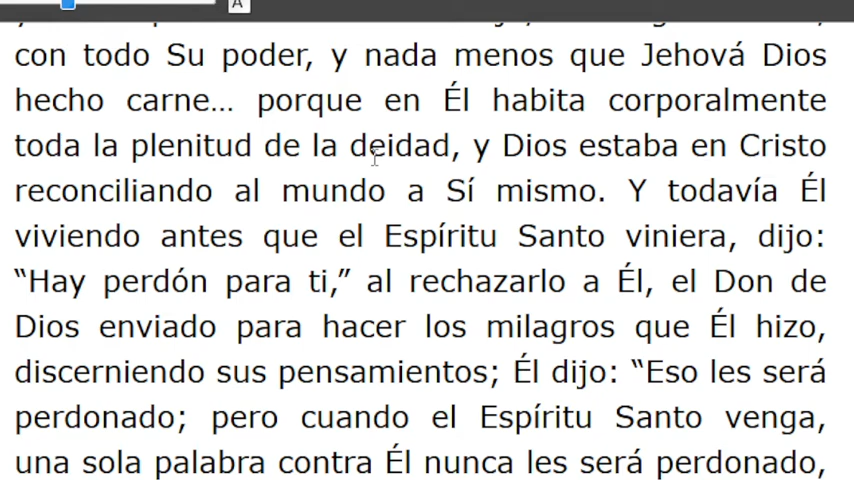 A
con todo Su poder, y nada menos que Jehová Dios
hecho carne... porque en Él habita corporalmente
toda la plenitud de la deidad, y Dios estaba en Cristo
reconciliando al mundo a Sí mismo. Y todavía Él
viviendo antes que el Espíritu Santo viniera, dijo:
“Hay perdón para ti,” al rechazarlo a Él, el Don de
Dios enviado para hacer los milagros que Él hizo,
discerniendo sus pensamientos; Él dijo: “Eso les será
perdonado; pero cuando el Espíritu Santo venga,
una sola palabra contra Él nunca les será perdonado,